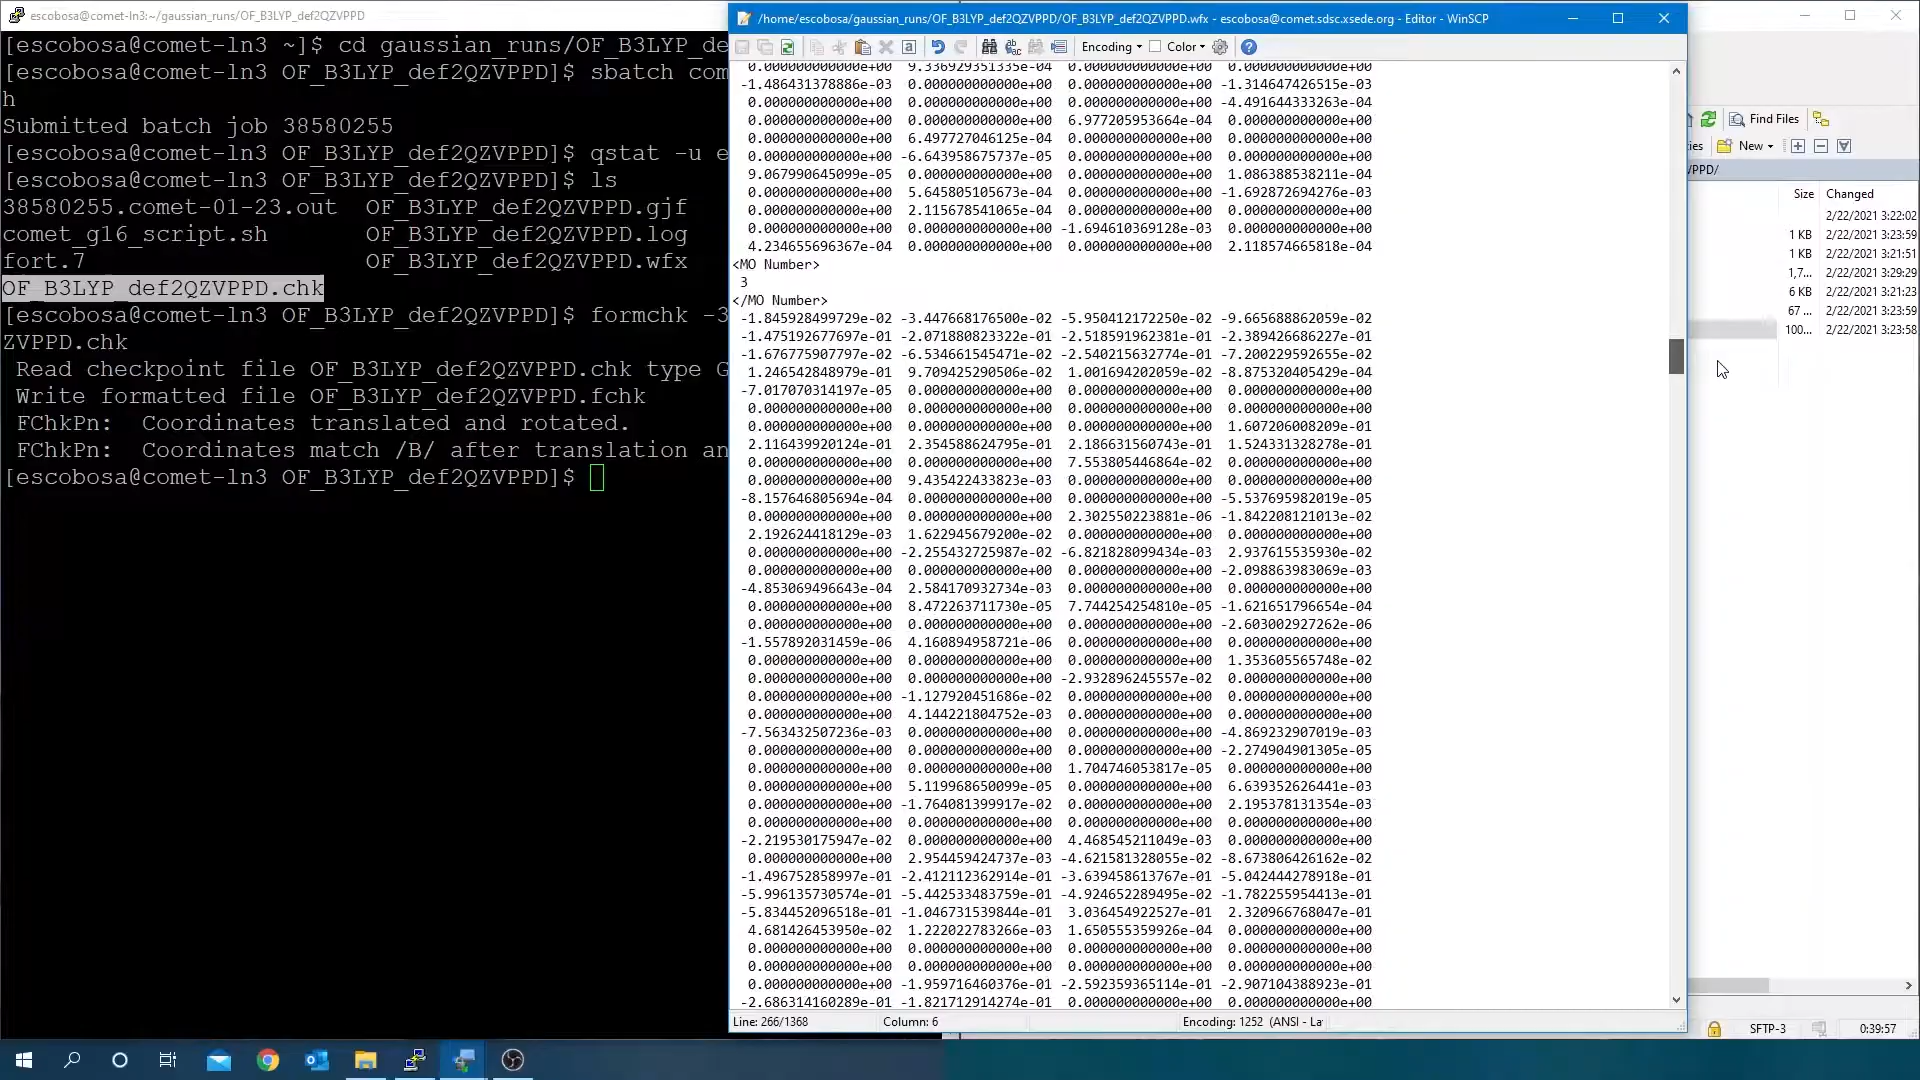 escobosa@comet-ln3:~/gaussian_runs/OF_B3LYP_def2QZVPPD
[escobosa@comet-ln3 ~]$ cd gaussian_runs/OF_B3LYP_de
[escobosa@comet-ln3 OF_B3LYP_def2QZVPPD]$ sbatch com
h
Submitted batch job 38580255
[escobosa@comet-ln3 OF_B3LYP_def2QZVPPD]$ qstat -u e
[escobosa@comet-ln3 OF_B3LYP_def2QZVPPD]$ ls
38580255.comet-01-23.out OF_B3LYP_def2QZVPPD.gjf
comet_g16_script.sh OF_B3LYP_def2QZVPPD.log
fort.7 OF_B3LYP_def2QZVPPD.wfx
OF_B3LYP_def2QZVPPD.chk
[escobosa@comet-ln3 OF_B3LYP_def2QZVPPD]$ formchk -3
ZVPPD.chk
Read checkpoint file OF_B3LYP_def2QZVPPD.chk type G
Write formatted file OF_B3LYP_def2QZVPPD.fchk
FChkPn: Coordinates translated and rotated.
FChkPn: Coordinates match /B/ after translation an
[escobosa@comet-ln3 OF_B3LYP_def2QZVPPD]$
/home/escobosa/gaussian_runs/OF_B3LYP_def2QZVPPD/OF_B3LYP_def2QZVPPD.wfx - escobosa@comet.sdsc.xsede.org - Editor - WinSCP
Encoding Color
0.000000000000e+00 9.336929351335e-04 0.000000000000e+00 0.000000000000e+00
-1.486431378886e-03 0.000000000000e+00 0.000000000000e+00 -1.314647426515e-03
0.000000000000e+00 0.000000000000e+00 0.000000000000e+00 -4.491644333263e-04
0.000000000000e+00 0.000000000000e+00 6.977205953664e-04 0.000000000000e+00
0.000000000000e+00 6.497727046125e-04 0.000000000000e+00 0.000000000000e+00
0.000000000000e+00 -6.643958675737e-05 0.000000000000e+00 0.000000000000e+00
9.067990645099e-05 0.000000000000e+00 0.000000000000e+00 1.086388538211e-04
0.000000000000e+00 5.645805105673e-04 0.000000000000e+00 -1.692872694276e-03
0.000000000000e+00 2.115678541065e-04 0.000000000000e+00 0.000000000000e+00
0.000000000000e+00 0.000000000000e+00 -1.694610369128e-03 0.000000000000e+00
4.234655696367e-04 0.000000000000e+00 0.000000000000e+00 2.118574665818e-04
<MO Number>
3
</MO Number>
-1.845928499729e-02 -3.447668176500e-02 -5.950412172250e-02 -9.665688862059e-02
-1.475192677697e-01 -2.071880823322e-01 -2.518591962381e-01 -2.389426686227e-01
-1.676775907797e-02 -6.534661545471e-02 -2.540215632774e-01 -7.200229592655e-02
1.246542848979e-01 9.709425290506e-02 1.001694202059e-02 -8.875320405429e-04
-7.017070314197e-05 0.000000000000e+00 0.000000000000e+00 0.000000000000e+00
0.000000000000e+00 0.000000000000e+00 0.000000000000e+00 0.000000000000e+00
0.000000000000e+00 0.000000000000e+00 0.000000000000e+00 1.607206008209e-01
2.116439920124e-01 2.354588624795e-01 2.186631560743e-01 1.524331328278e-01
0.000000000000e+00 0.000000000000e+00 7.553805446864e-02 0.000000000000e+00
0.000000000000e+00 9.435422433823e-03 0.000000000000e+00 0.000000000000e+00
-8.157646805694e-04 0.000000000000e+00 0.000000000000e+00 -5.537695982019e-05
0.000000000000e+00 0.000000000000e+00 2.302550223881e-06 -1.842208121013e-02
2.192624418129e-03 1.622945679200e-02 0.000000000000e+00 0.000000000000e+00
0.000000000000e+00 -2.255432725987e-02 -6.821828099434e-03 2.937615535930e-02
0.000000000000e+00 0.000000000000e+00 0.000000000000e+00 -2.098863983069e-03
-4.853069496643e-04 2.584170932734e-03 0.000000000000e+00 0.000000000000e+00
0.000000000000e+00 8.472263711730e-05 7.744254254810e-05 -1.621651796654e-04
0.000000000000e+00 0.000000000000e+00 0.000000000000e+00 -2.603002927262e-06
-1.557892031459e-06 4.160894958721e-06 0.000000000000e+00 0.000000000000e+00
0.000000000000e+00 0.000000000000e+00 0.000000000000e+00 1.353605565748e-02
0.000000000000e+00 0.000000000000e+00 -2.932896245557e-02 0.000000000000e+00
0.000000000000e+00 -1.127920451686e-02 0.000000000000e+00 0.000000000000e+00
0.000000000000e+00 4.144221804752e-03 0.000000000000e+00 0.000000000000e+00
-7.563432507236e-03 0.000000000000e+00 0.000000000000e+00 -4.869232907019e-03
0.000000000000e+00 0.000000000000e+00 0.000000000000e+00 -2.274904901305e-05
0.000000000000e+00 0.000000000000e+00 1.704746053817e-05 0.000000000000e+00
0.000000000000e+00 5.119968650099e-05 0.000000000000e+00 6.639352626441e-03
0.000000000000e+00 -1.764081399917e-02 0.000000000000e+00 2.195378131354e-03
0.000000000000e+00 0.000000000000e+00 0.000000000000e+00 0.000000000000e+00
-2.219530175947e-02 0.000000000000e+00 4.468545211049e-03 0.000000000000e+00
0.000000000000e+00 2.954459424737e-03 -4.621581328055e-02 -8.673806426162e-02
-1.496752858997e-01 -2.412112362914e-01 -3.639458613767e-01 -5.042444278918e-01
-5.996135730574e-01 -5.442533483759e-01 -4.924652289495e-02 -1.782255954413e-01
-5.834452096518e-01 -1.046731539844e-01 3.036454922527e-01 2.320966768047e-01
4.681426453950e-02 1.222022783266e-03 1.650555359926e-04 0.000000000000e+00
0.000000000000e+00 0.000000000000e+00 0.000000000000e+00 0.000000000000e+00
0.000000000000e+00 0.000000000000e+00 0.000000000000e+00 0.000000000000e+00
0.000000000000e+00 -1.959716460376e-01 -2.592359365114e-01 -2.907104388923e-01
-2.686314160289e-01 -1.821712914274e-01 0.000000000000e+00 0.000000000000e+00
Line: 266/1368 Column: 6 Encoding: 1252 (ANSI - La
Find Files
ies New
VPPD/
Size Changed
2/22/2021 3:22:02
1 KB 2/22/2021 3:23:59
1 KB 2/22/2021 3:21:51
1,7... 2/22/2021 3:29:29
6 KB 2/22/2021 3:21:23
67 ... 2/22/2021 3:23:59
100... 2/22/2021 3:23:58
SFTP-3 0:39:57